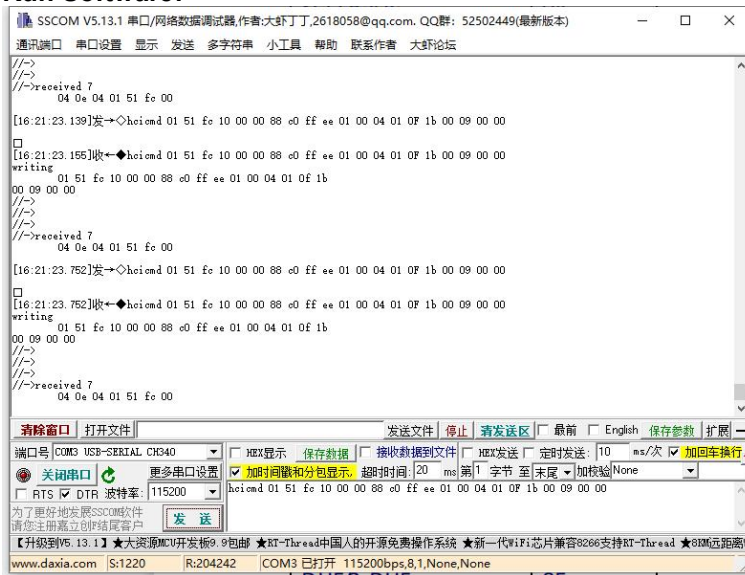 SSCOM V5.13.1 串口/网络数据调试器,作者:大虾丁丁,2618058@qq.com. QQ群: 52502449(最新版本)
通讯端口 串口设置 显示 发送 多字符串 小工具 帮助 联系作者 大虾论坛
//->
//->
//->received 7
04 0e 04 01 51 fc 00
[16:21:23.139]发→◇hcicmd 01 51 fc 10 00 00 88 c0 ff ee 01 00 04 01 0F 1b 00 09 00 00
□
[16:21:23.155]收←◆hcicmd 01 51 fc 10 00 00 88 c0 ff ee 01 00 04 01 0F 1b 00 09 00 00
writing
01 51 fc 10 00 00 88 c0 ff ee 01 00 04 01 0f 1b
00 09 00 00
//->
//->
//->
//->received 7
04 0e 04 01 51 fc 00
[16:21:23.752]发→◇hcicmd 01 51 fc 10 00 00 88 c0 ff ee 01 00 04 01 0F 1b 00 09 00 00
□
[16:21:23.752]收←◆hcicmd 01 51 fc 10 00 00 88 c0 ff ee 01 00 04 01 0F 1b 00 09 00 00
writing
01 51 fc 10 00 00 88 c0 ff ee 01 00 04 01 0f 1b
00 09 00 00
//->
//->
//->
//->received 7
04 0e 04 01 51 fc 00
清除窗口 打开文件 发送文件 停止 清发送区 最前 English 保存参数 扩展
端口号 COM3 USB-SERIAL CH340 HEX显示 保存数据 接收数据到文件 HEX发送 定时发送: 10 ms/次 加回车换行
关闭串口 更多串口设置 加时间戳和分包显示, 超时时间: 20 ms 第1 字节 至 末尾 加校验 None
RTS DTR 波特率: 115200 hcicmd 01 51 fc 10 00 00 88 c0 ff ee 01 00 04 01 0F 1b 00 09 00 00
为了更好地发展SSCOM软件
请您注册嘉立创F结尾客户 发 送
【升级到V5.13.1】★大资源MCU开发板9.9包邮 ★RT-Thread中国人的开源免费操作系统 ★新一代WiFi芯片兼容8266支持RT-Thread ★8KM远距离
www.daxia.com S:1220 R:204242 COM3 已打开 115200bps,8,1,None,None